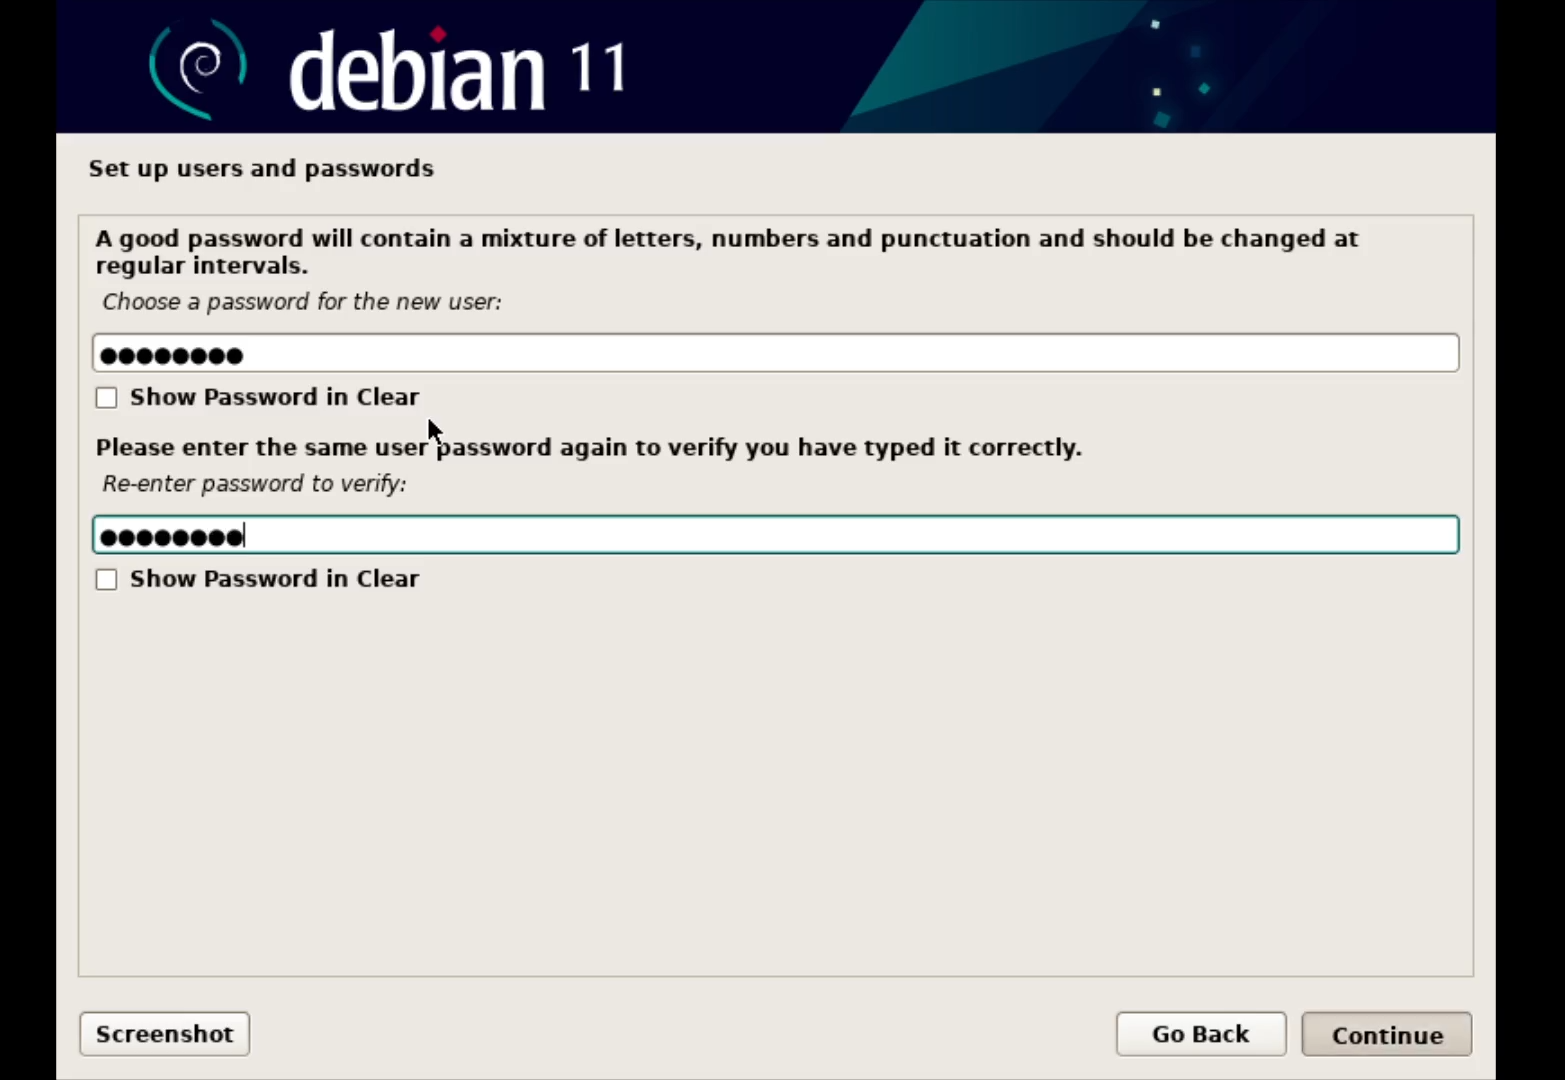 debian 11
Set up users and passwords
A good password will contain a mixture of letters, numbers and punctuation and should be changed at
regular intervals.
Choose a password for the new user:
●●●●●●●●
Show Password in Clear
Please enter the same user password again to verify you have typed it correctly.
Re-enter password to verify:
●●●●●●●●
Show Password in Clear
Screenshot
Go Back
Continue